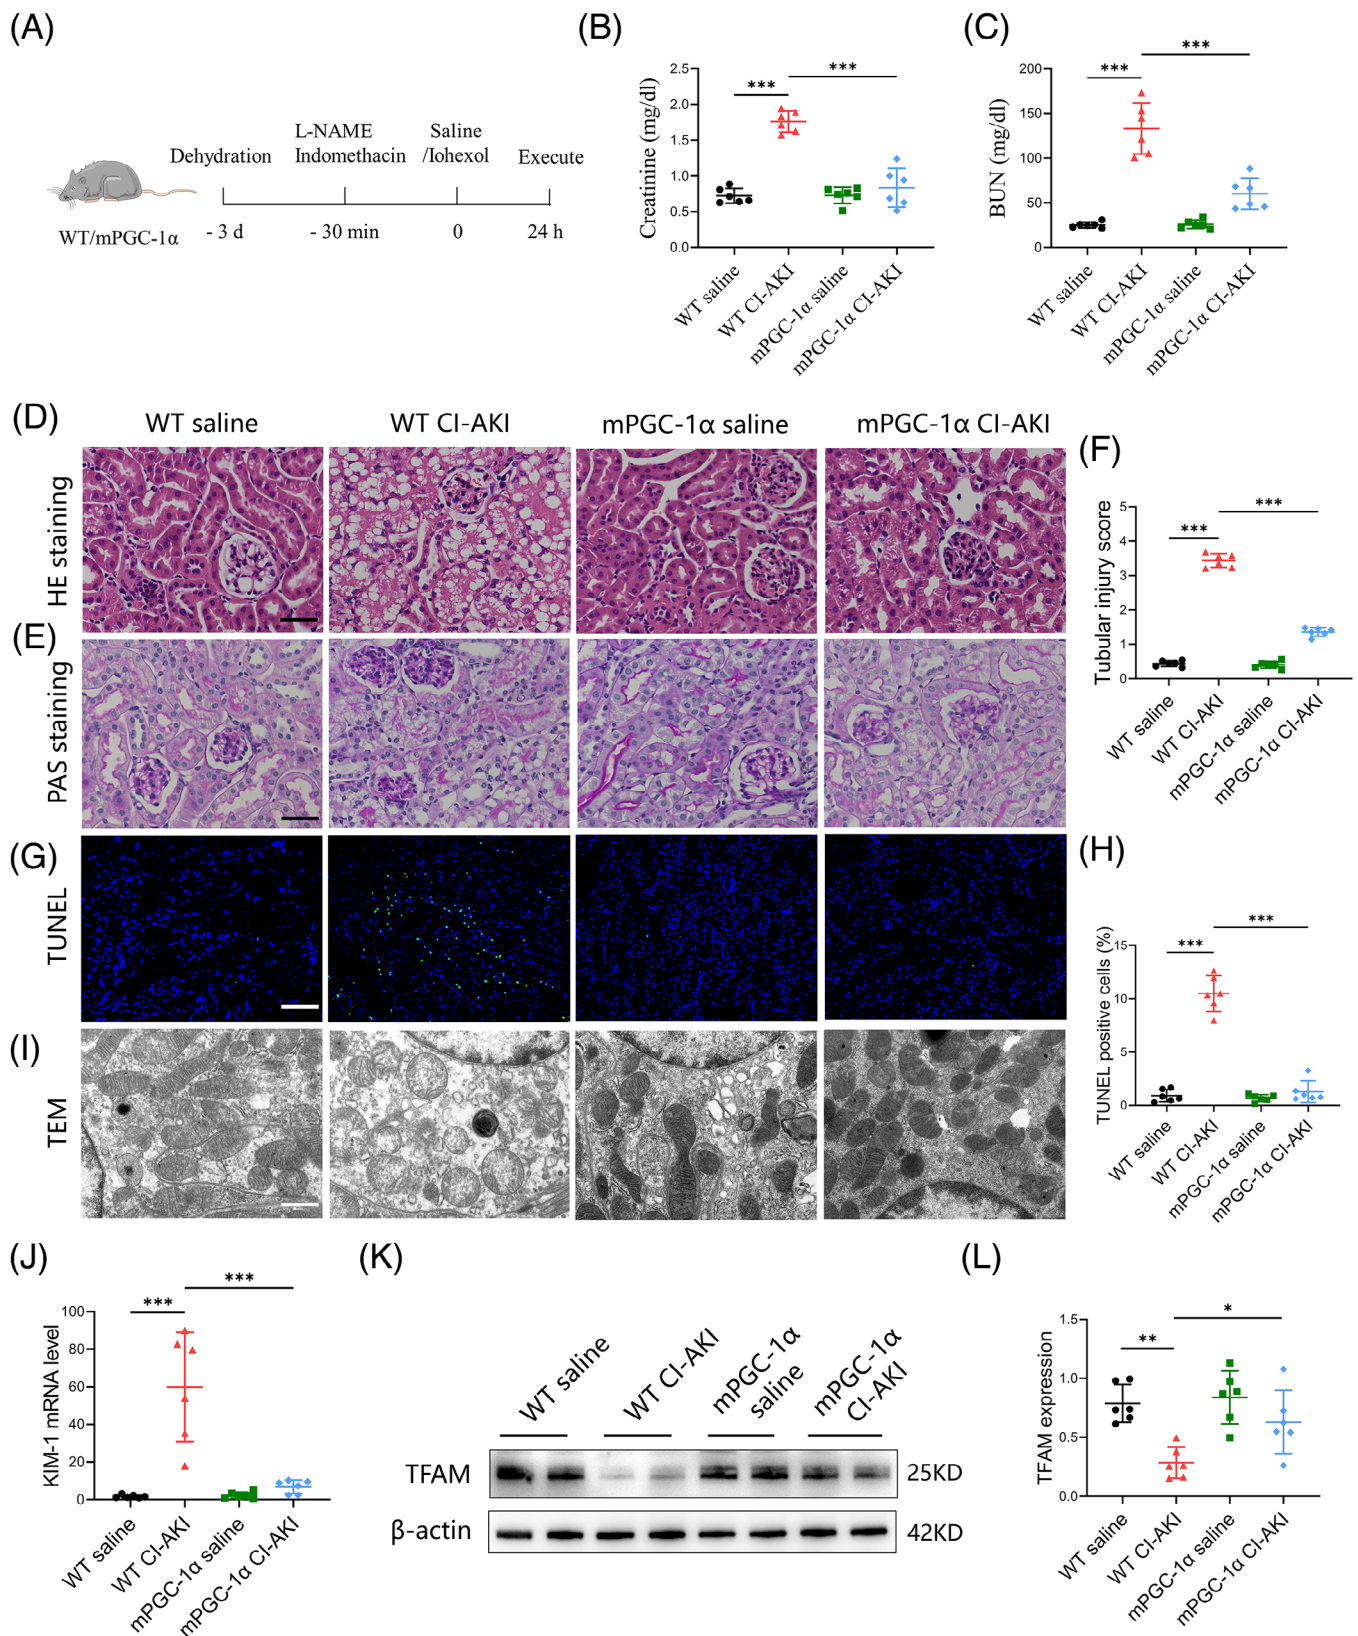 (A)
L-NAME
Saline
Dehydration
Indomethacin
/Iohexol
Execute
WT/mPGC-1α
- 3 d
- 30 min
0
24 h
(B)
Creatinine (mg/dl)
2.5
2.0
1.5
1.0
0.5
0.0
***
***
WT saline
WT CI-AKI
mPGC-1α saline
mPGC-1α CI-AKI
(C)
BUN (mg/dl)
200
150
100
50
0
***
***
WT saline
WT CI-AKI
mPGC-1α saline
mPGC-1α CI-AKI
(D)
WT saline
WT CI-AKI
mPGC-1α saline
mPGC-1α CI-AKI
HE staining
(E)
PAS staining
(F)
Tubular injury score
5
4
3
2
1
0
***
***
WT saline
WT CI-AKI
mPGC-1α saline
mPGC-1α CI-AKI
(G)
TUNEL
(H)
TUNEL positive cells (%)
15
10
5
0
***
***
WT saline
WT CI-AKI
mPGC-1α saline
mPGC-1α CI-AKI
(I)
TEM
(J)
KIM-1 mRNA level
100
80
60
40
20
0
***
***
WT saline
WT CI-AKI
mPGC-1α saline
mPGC-1α CI-AKI
(K)
WT saline
WT CI-AKI
mPGC-1α
saline
mPGC-1α
CI-AKI
TFAM
25KD
β-actin
42KD
(L)
TFAM expression
1.5
1.0
0.5
0.0
**
*
WT saline
WT CI-AKI
mPGC-1α saline
mPGC-1α CI-AKI